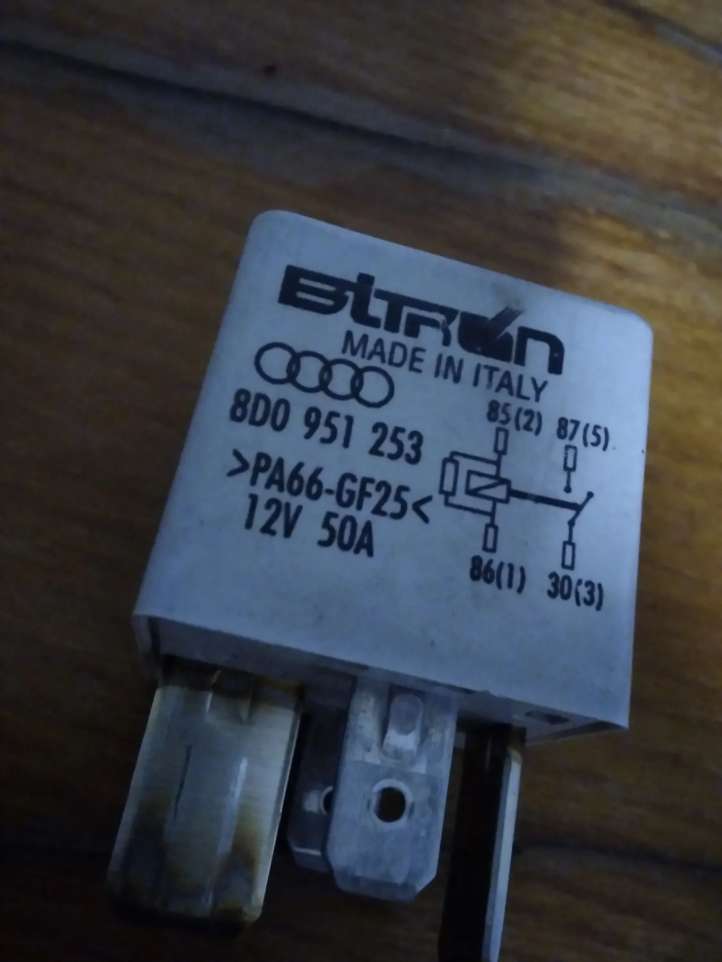 BitRon
MADE IN ITALY
8D0 951 253
>PA66-GF25<
12V 50A
85(2) 87(5)
86(1) 30(3)